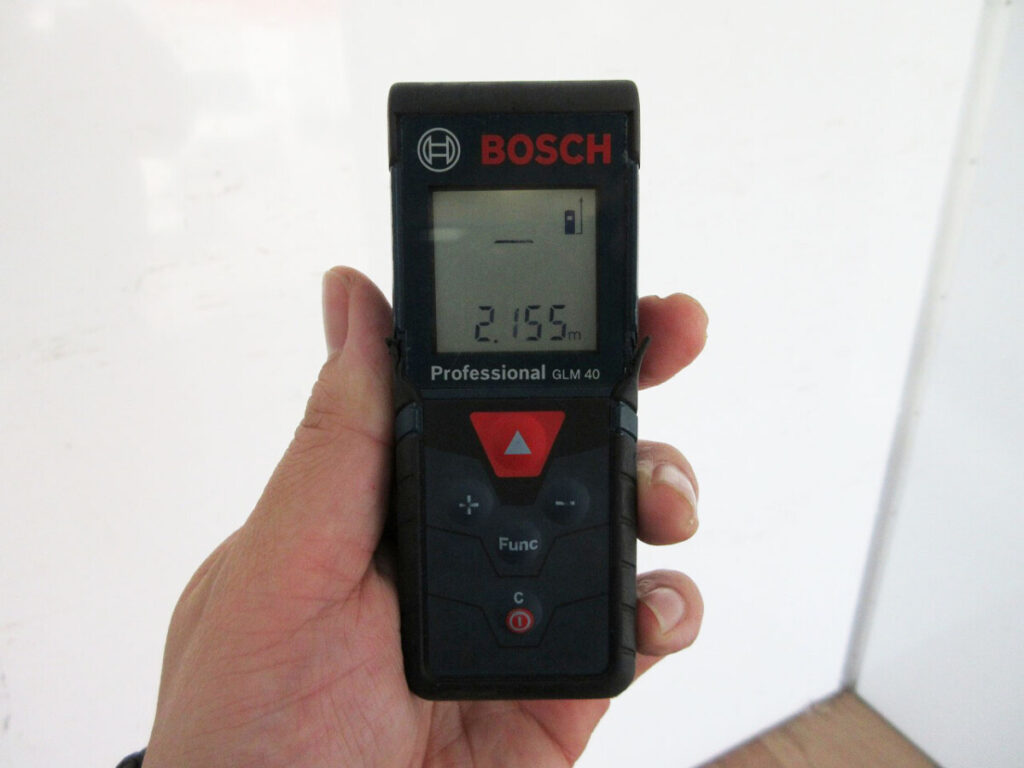 BOSCH
2.155m
Professional GLM 40
Func
C